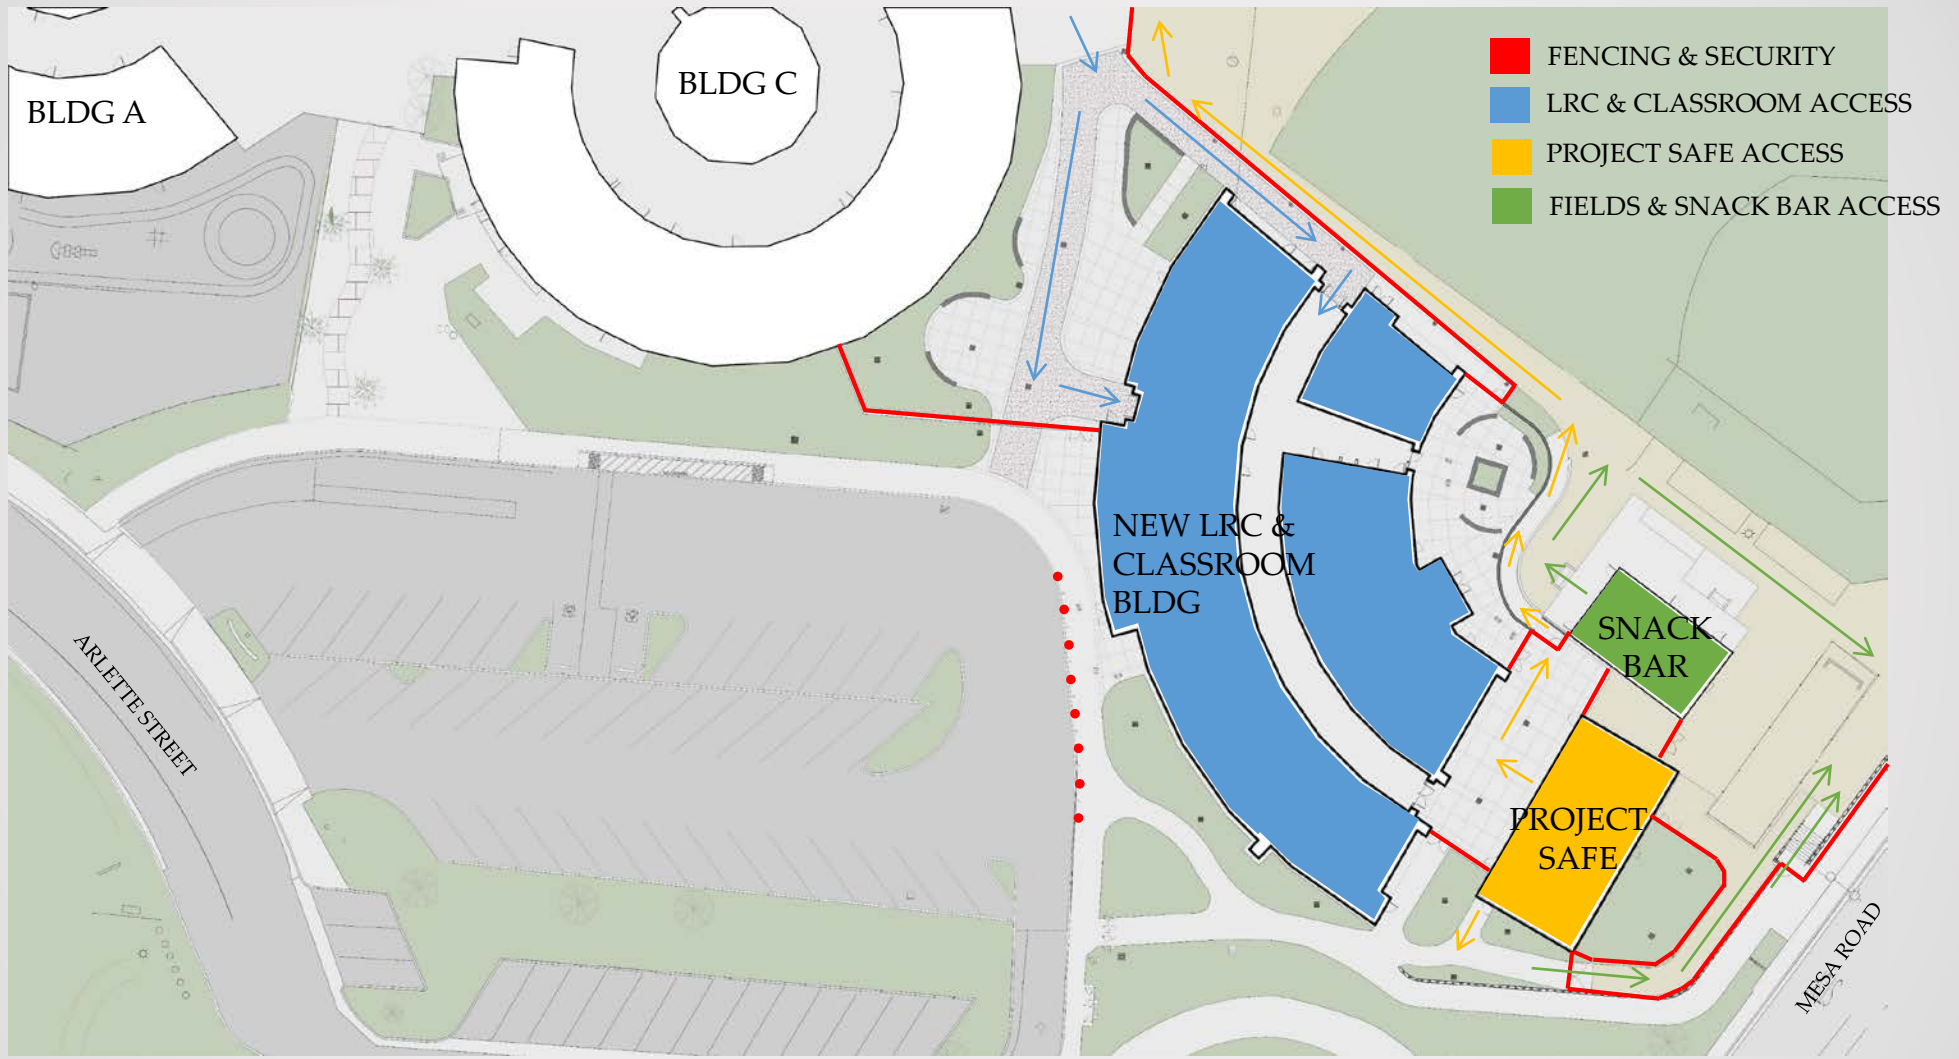 BLDG A
BLDG C
FENCING & SECURITY
LRC & CLASSROOM ACCESS
PROJECT SAFE ACCESS
FIELDS & SNACK BAR ACCESS
NEW LRC &
CLASSROOM
BLDG
SNACK
BAR
PROJECT
SAFE
ARLETTE STREET
MESA ROAD